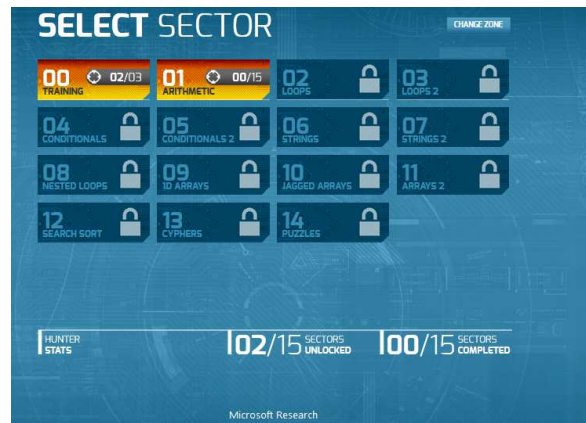 SELECT SECTOR
CHANGE ZONE
00 02/03
TRAINING
01 00/15
ARITHMETIC
02
LOOPS
03
LOOPS 2
04
CONDITIONALS
05
CONDITIONALS 2
06
STRINGS
07
STRINGS 2
08
NESTED LOOPS
09
1D ARRAYS
10
JAGGED ARRAYS
11
ARRAYS 2
12
SEARCH SORT
13
CYPHERS
14
PUZZLES
HUNTER
STATS
02/15 SECTORS
UNLOCKED
00/15 SECTORS
COMPLETED
Microsoft Research